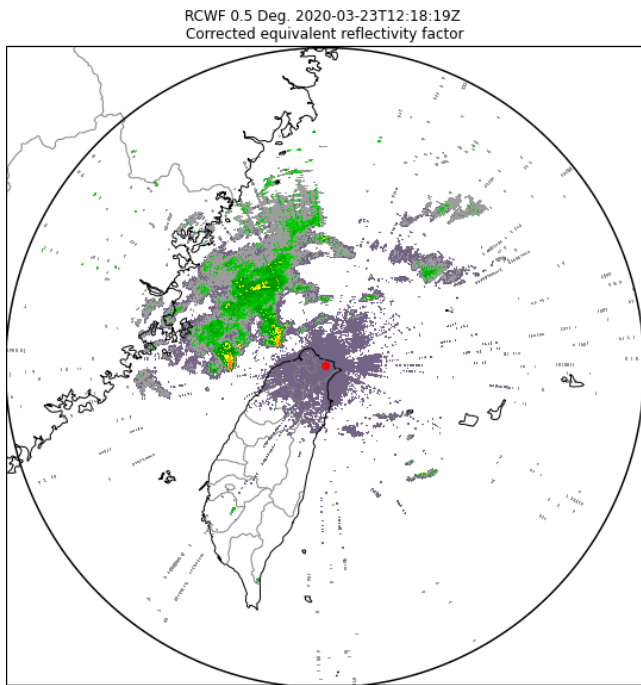 RCWF 0.5 Deg. 2020-03-23T12:18:19Z
Corrected equivalent reflectivity factor